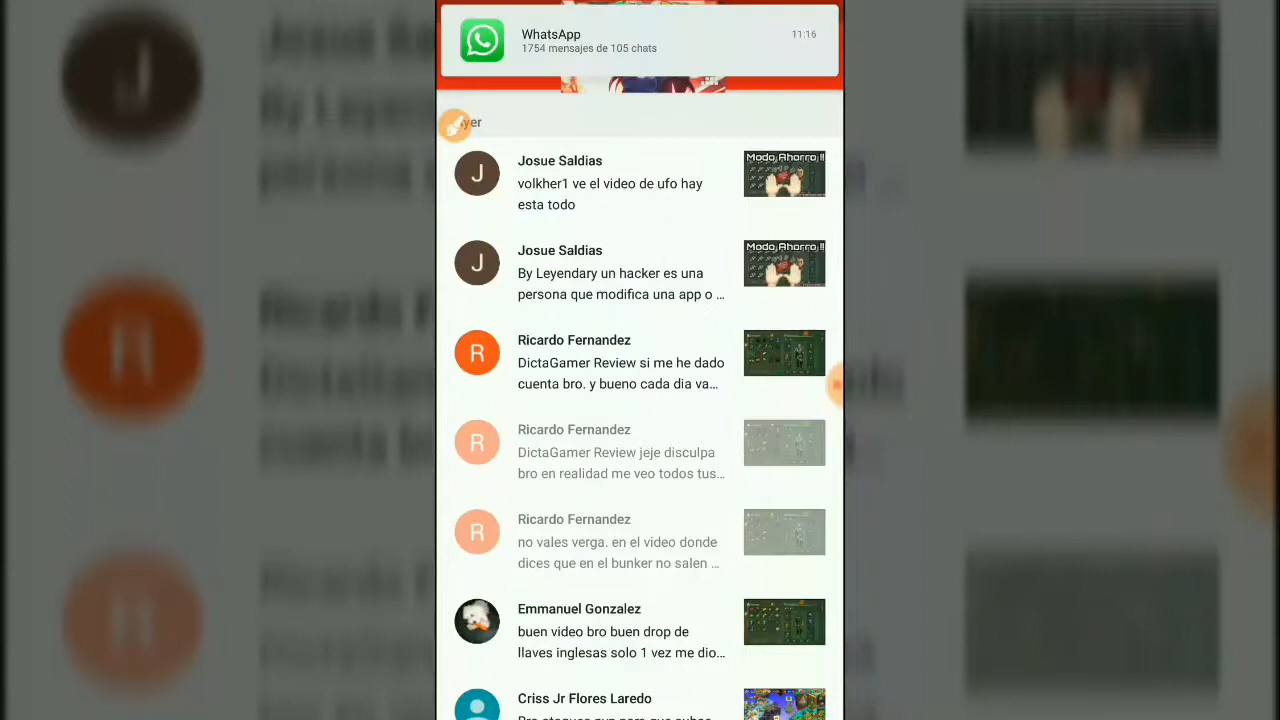 WhatsApp
11:16
1754 mensajes de 105 chats
yer
J
Josue Saldias
volkher1 ve el video de ufo hay
esta todo
Modo Ahorro !!
J
Josue Saldias
By Leyendary un hacker es una
persona que modifica una app o ...
Modo Ahorro !!
R
Ricardo Fernandez
DictaGamer Review si me he dado
cuenta bro. y bueno cada dia va...
R
Ricardo Fernandez
DictaGamer Review jeje disculpa
bro en realidad me veo todos tus...
R
Ricardo Fernandez
no vales verga. en el video donde
dices que en el bunker no salen ...
Emmanuel Gonzalez
buen video bro buen drop de
llaves inglesas solo 1 vez me dio...
Criss Jr Flores Laredo